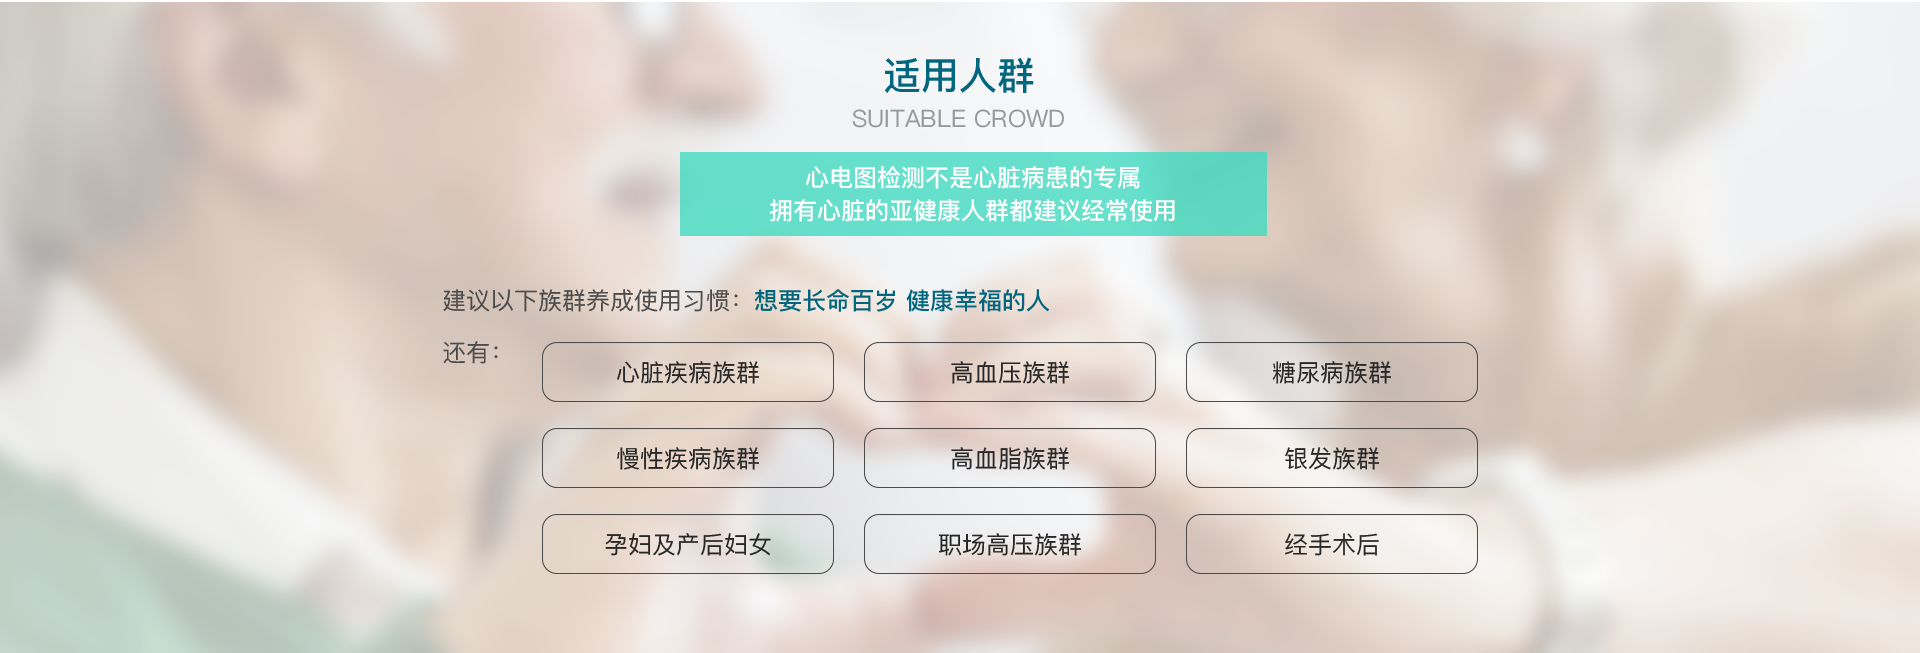 适用人群
SUITABLE CROWD
心电图检测不是心脏病患的专属
拥有心脏的亚健康人群都建议经常使用
建议以下族群养成使用习惯：想要长命百岁 健康幸福的人
还有：
心脏疾病族群
高血压族群
糖尿病族群
慢性疾病族群
高血脂族群
银发族群
孕妇及产后妇女
职场高压族群
经手术后